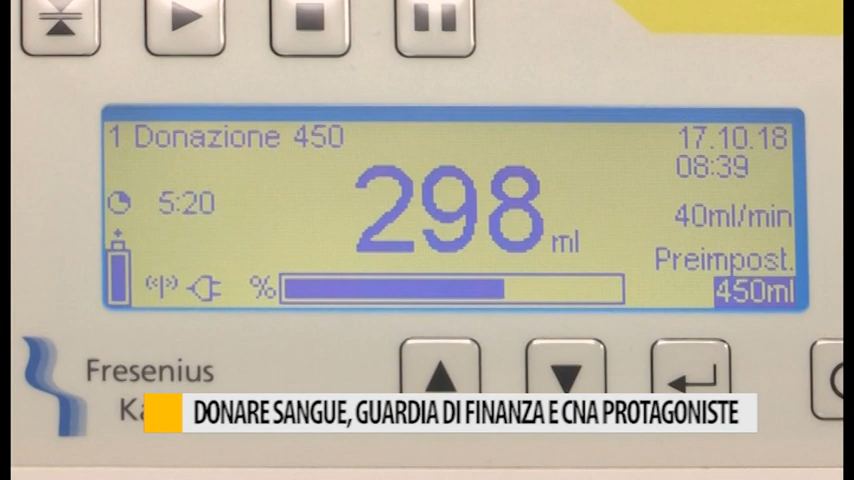 1 Donazione 450
17.10.18
08:39
5:20
298 ml
40ml/min
Preimpost.
450ml
%
Fresenius
DONARE SANGUE, GUARDIA DI FINANZA E CNA PROTAGONISTE